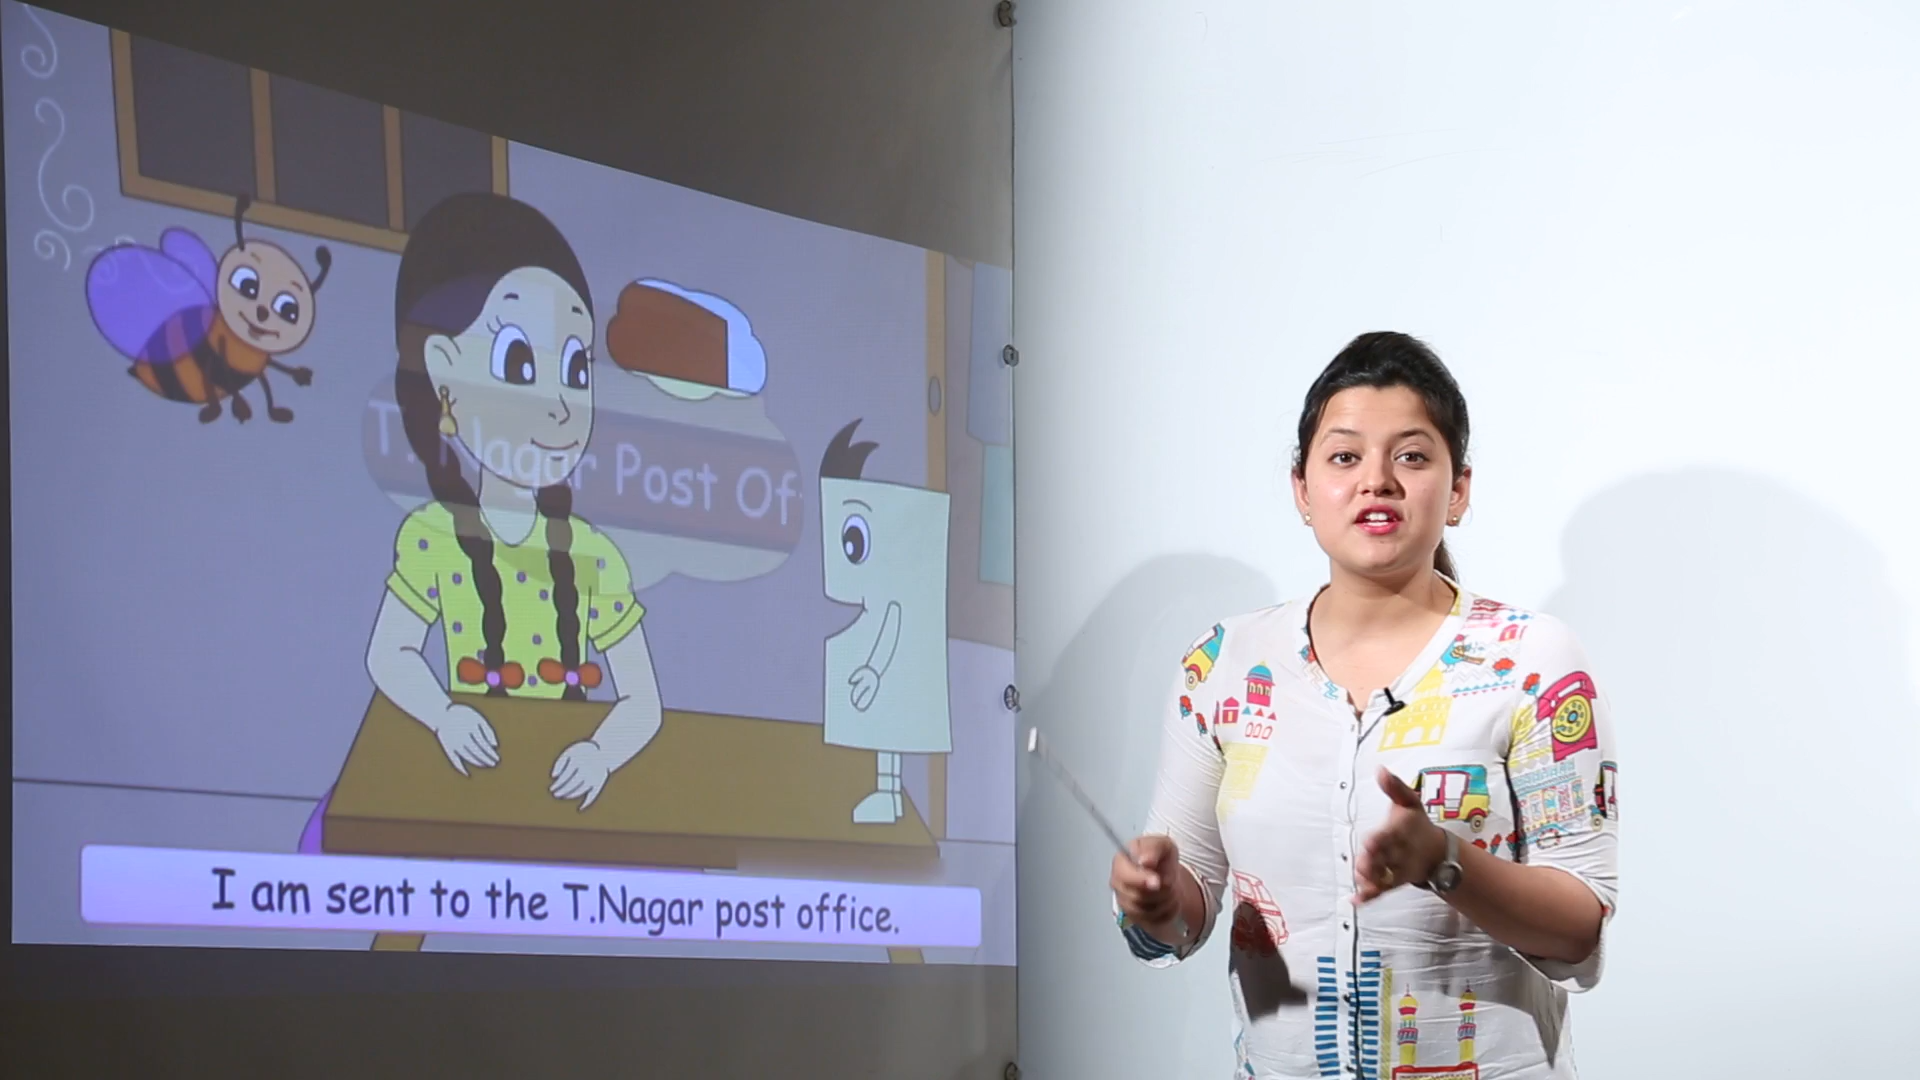 T. Nagar Post Of
I am sent to the T.Nagar post office.